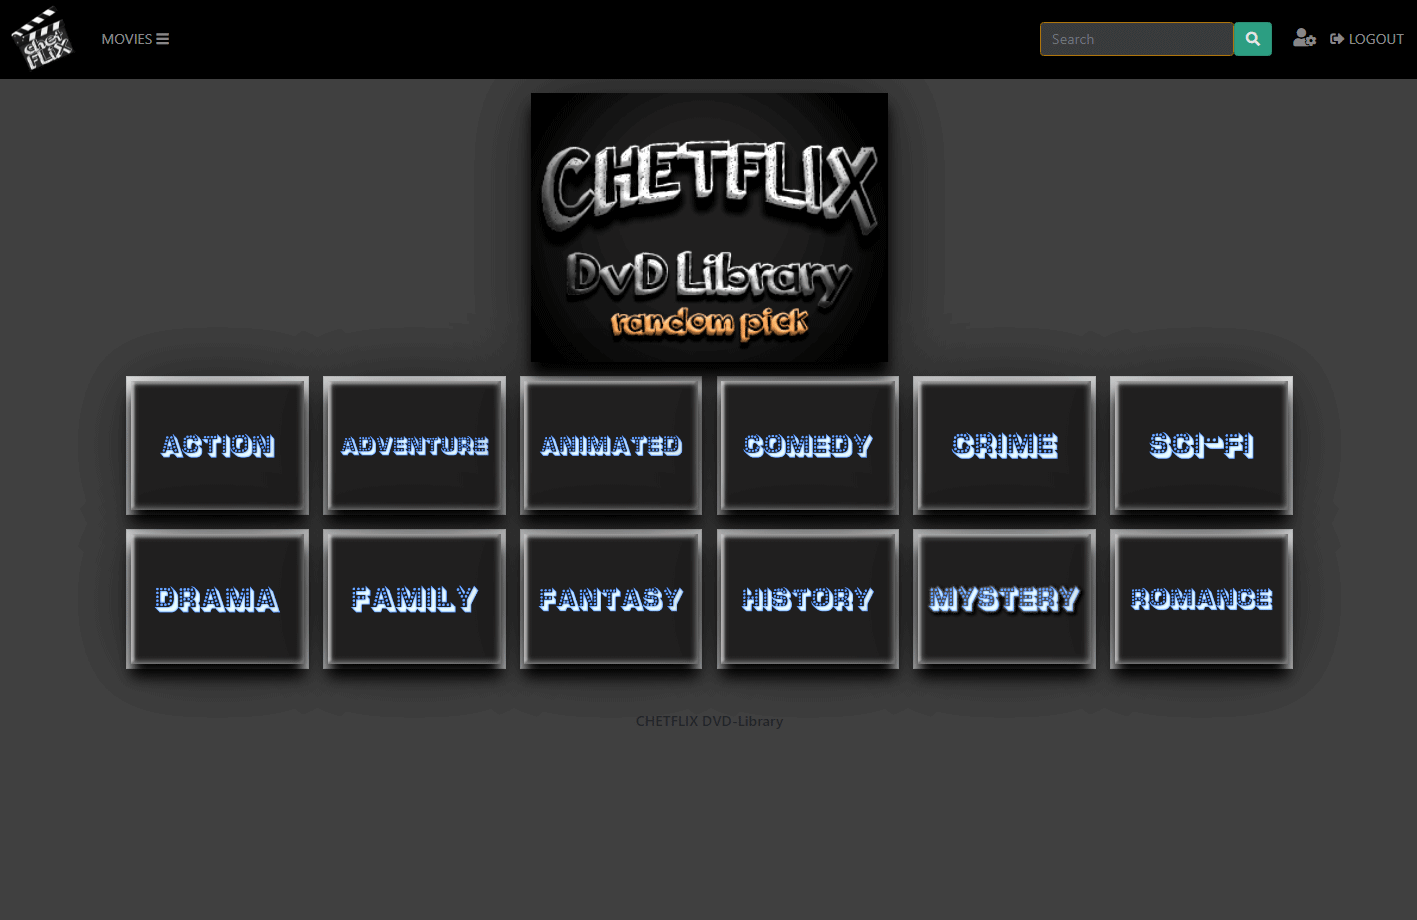 Chet
FLIX
MOVIES
Search
LOGOUT
CHETFLIX
DvD Library
random pick
ACTION
ADVENTURE
ANIMATED
COMEDY
CRIME
SCI-FI
DRAMA
FAMILY
FANTASY
HISTORY
MYSTERY
ROMANCE
CHETFLIX DVD-Library